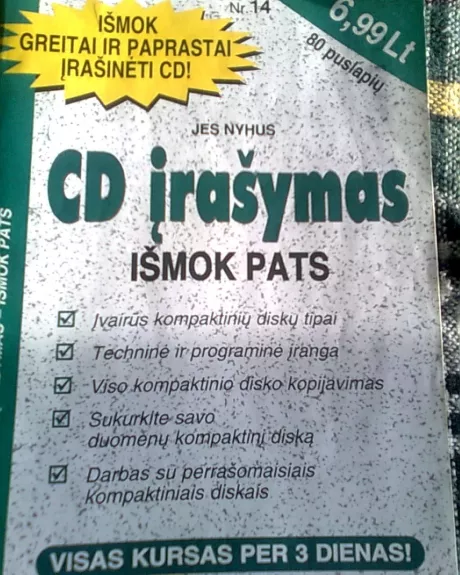 Nr.14
IŠMOK
GREITAI IR PAPRASTAI
ĮRAŠINĖTI CD!
6,99Lt
80 puslapių
JES NYHUS
CD įrašymas
IŠMOK PATS
Įvairūs kompaktinių diskų tipai
Techninė ir programinė įranga
Viso kompaktinio disko kopijavimas
Sukurkite savo
duomenų kompaktinį diską
Darbas su perrašomaisiais
kompaktiniais diskais
VISAS KURSAS PER 3 DIENAS!
IŠMOK PATS